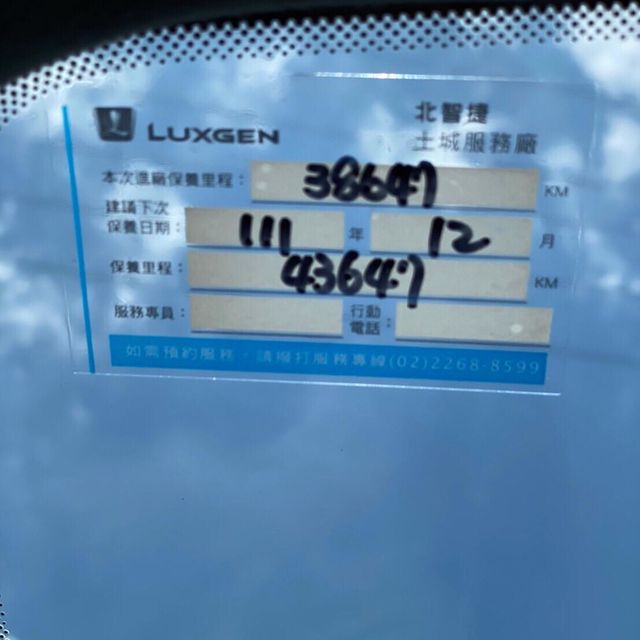 LUXGEN
北智捷
土城服務廠
本次進廠保養里程：38647 KM
建議下次
保養日期：111 年 12 月
保養里程：43647 KM
服務專員：
行動
電話：
如需預約服務，請撥打服務專線(02)2268-8599